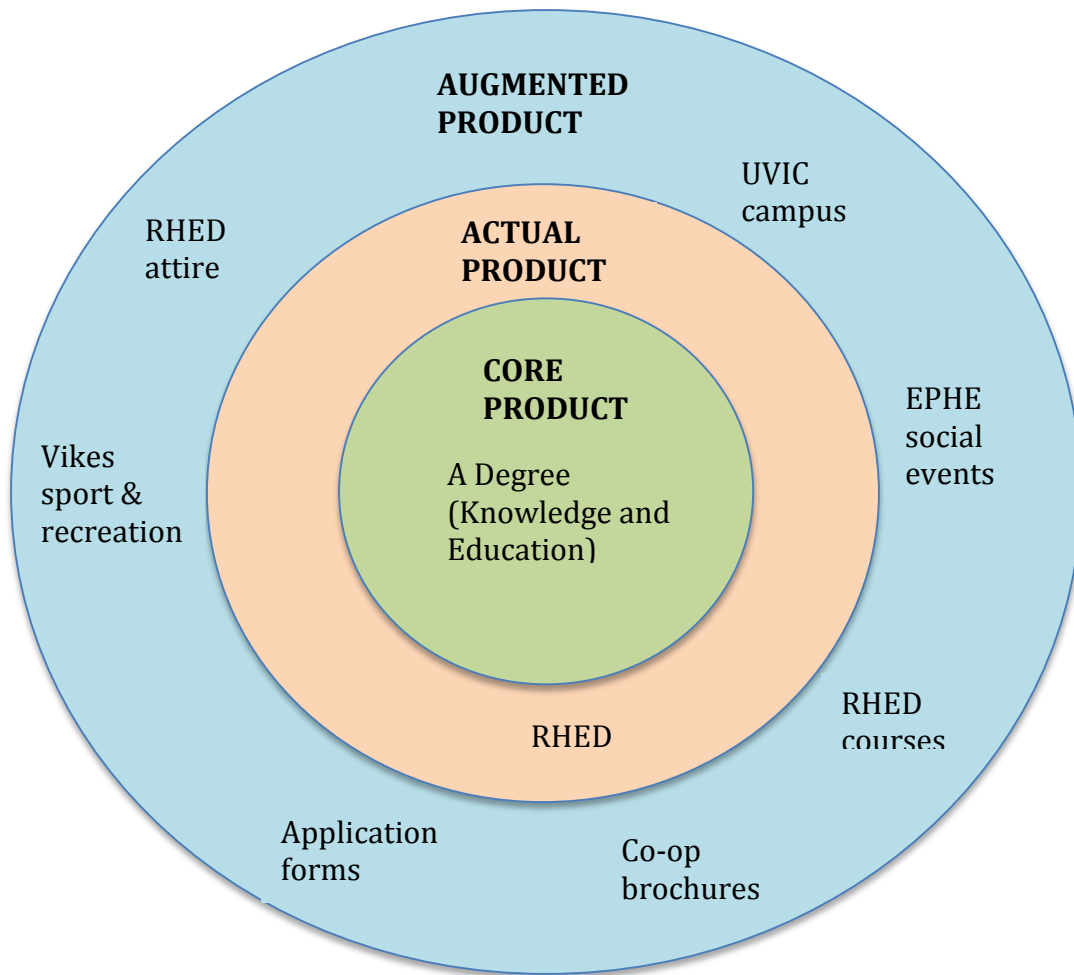 AUGMENTED
PRODUCT
UVIC
campus
RHED
attire
ACTUAL
PRODUCT
CORE
PRODUCT
A Degree
(Knowledge and
Education)
EPHE
social
events
Vikes
sport &
recreation
RHED
courses
RHED
Application
forms
Co-op
brochures